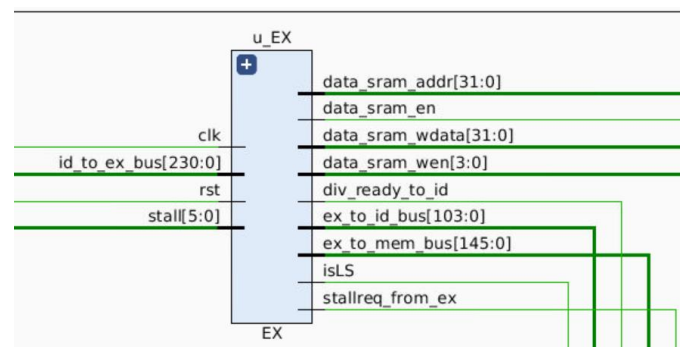 u_EX
data_sram_addr[31:0]
data_sram_en
clk
data_sram_wdata[31:0]
id_to_ex_bus[230:0]
data_sram_wen[3:0]
rst
div_ready_to_id
stall[5:0]
ex_to_id_bus[103:0]
ex_to_mem_bus[145:0]
isLS
stallreq_from_ex
EX